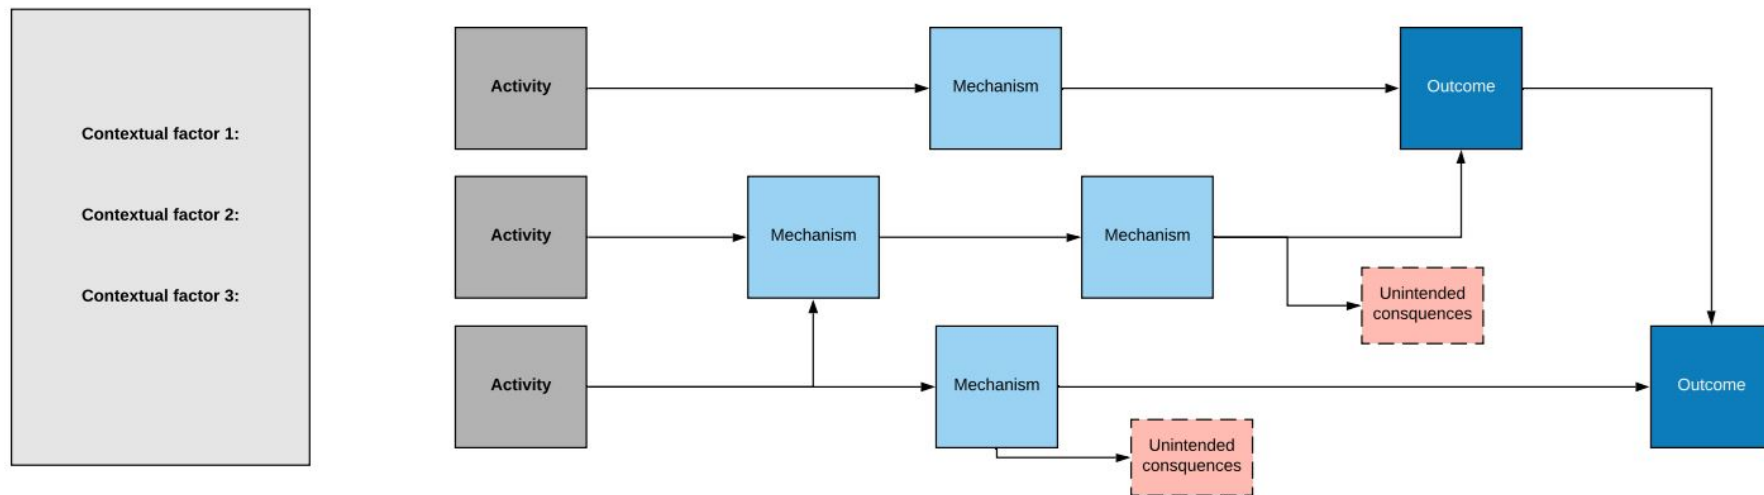 Contextual factor 1:
Contextual factor 2:
Contextual factor 3:
Activity
Mechanism
Outcome
Activity
Mechanism
Mechanism
Unintended
consquences
Activity
Mechanism
Outcome
Unintended
consquences